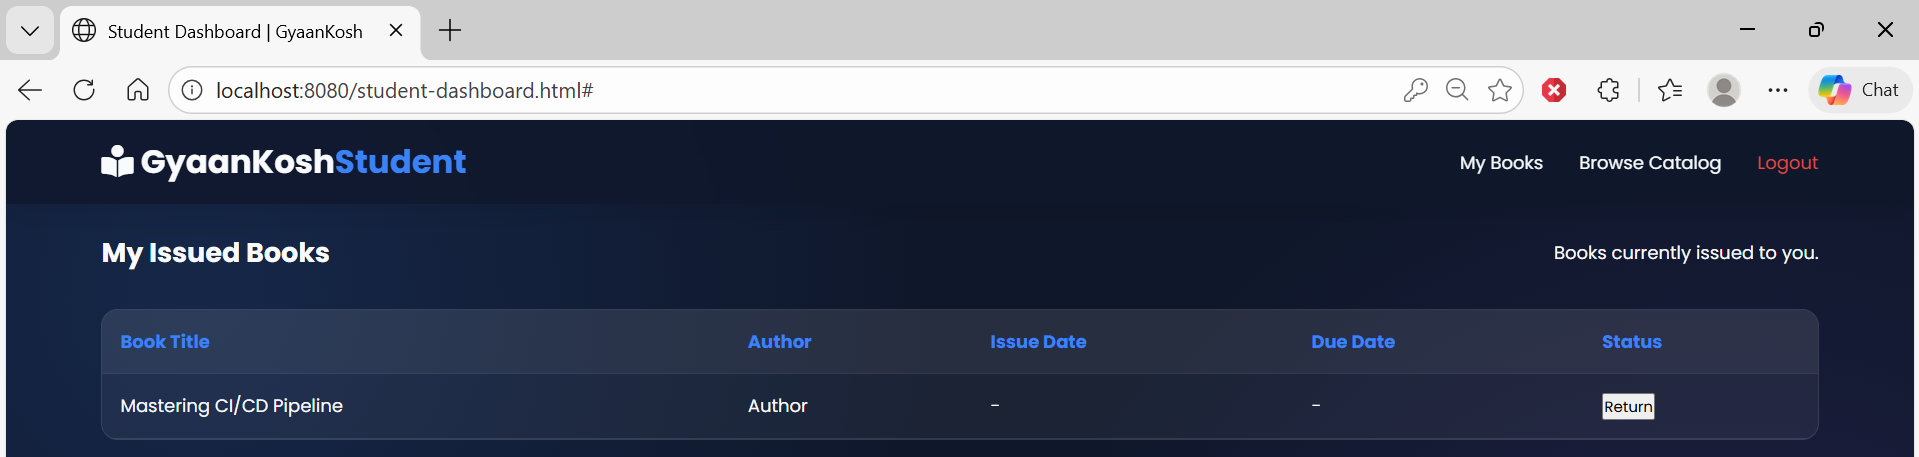 Student Dashboard | GyaanKosh
localhost:8080/student-dashboard.html#
Chat
GyaanKoshStudent
My Books Browse Catalog Logout
My Issued Books
Books currently issued to you.
Book Title Author Issue Date Due Date Status
Mastering CI/CD Pipeline Author - - Return